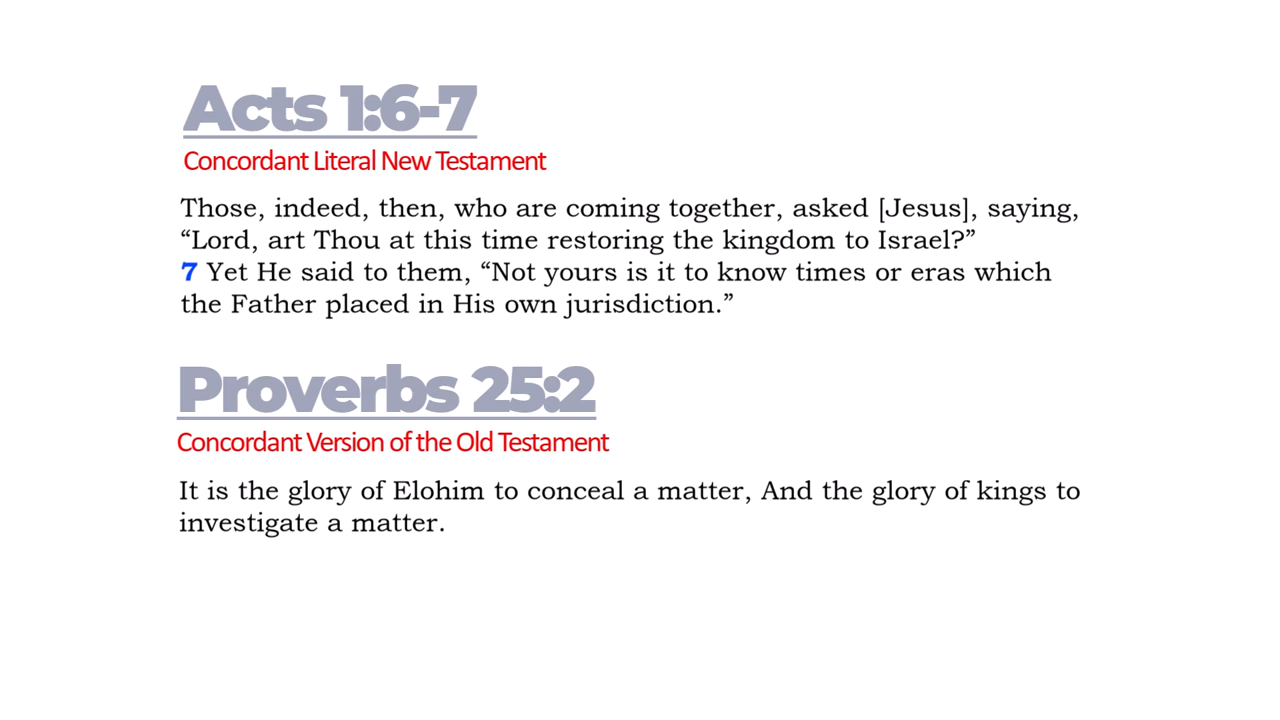 Acts 1:6-7
Concordant Literal New Testament
Those, indeed, then, who are coming together, asked [Jesus], saying,
“Lord, art Thou at this time restoring the kingdom to Israel?”
7 Yet He said to them, “Not yours is it to know times or eras which
the Father placed in His own jurisdiction.”
Proverbs 25:2
Concordant Version of the Old Testament
It is the glory of Elohim to conceal a matter, And the glory of kings to
investigate a matter.